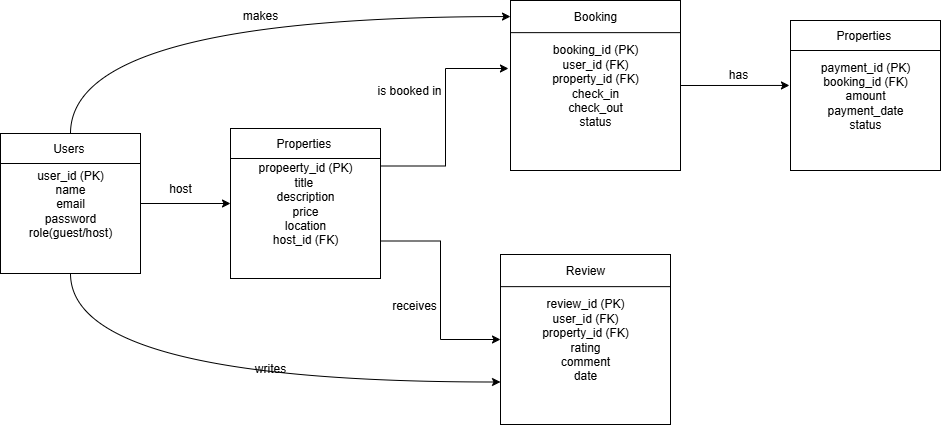 makes
Booking
booking_id (PK)
user_id (FK)
property_id (FK)
check_in
check_out
status
has
Properties
payment_id (PK)
booking_id (FK)
amount
payment_date
status
is booked in
Users
user_id (PK)
name
email
password
role(guest/host)
host
Properties
propeerty_id (PK)
title
description
price
location
host_id (FK)
receives
writes
Review
review_id (PK)
user_id (FK)
property_id (FK)
rating
comment
date